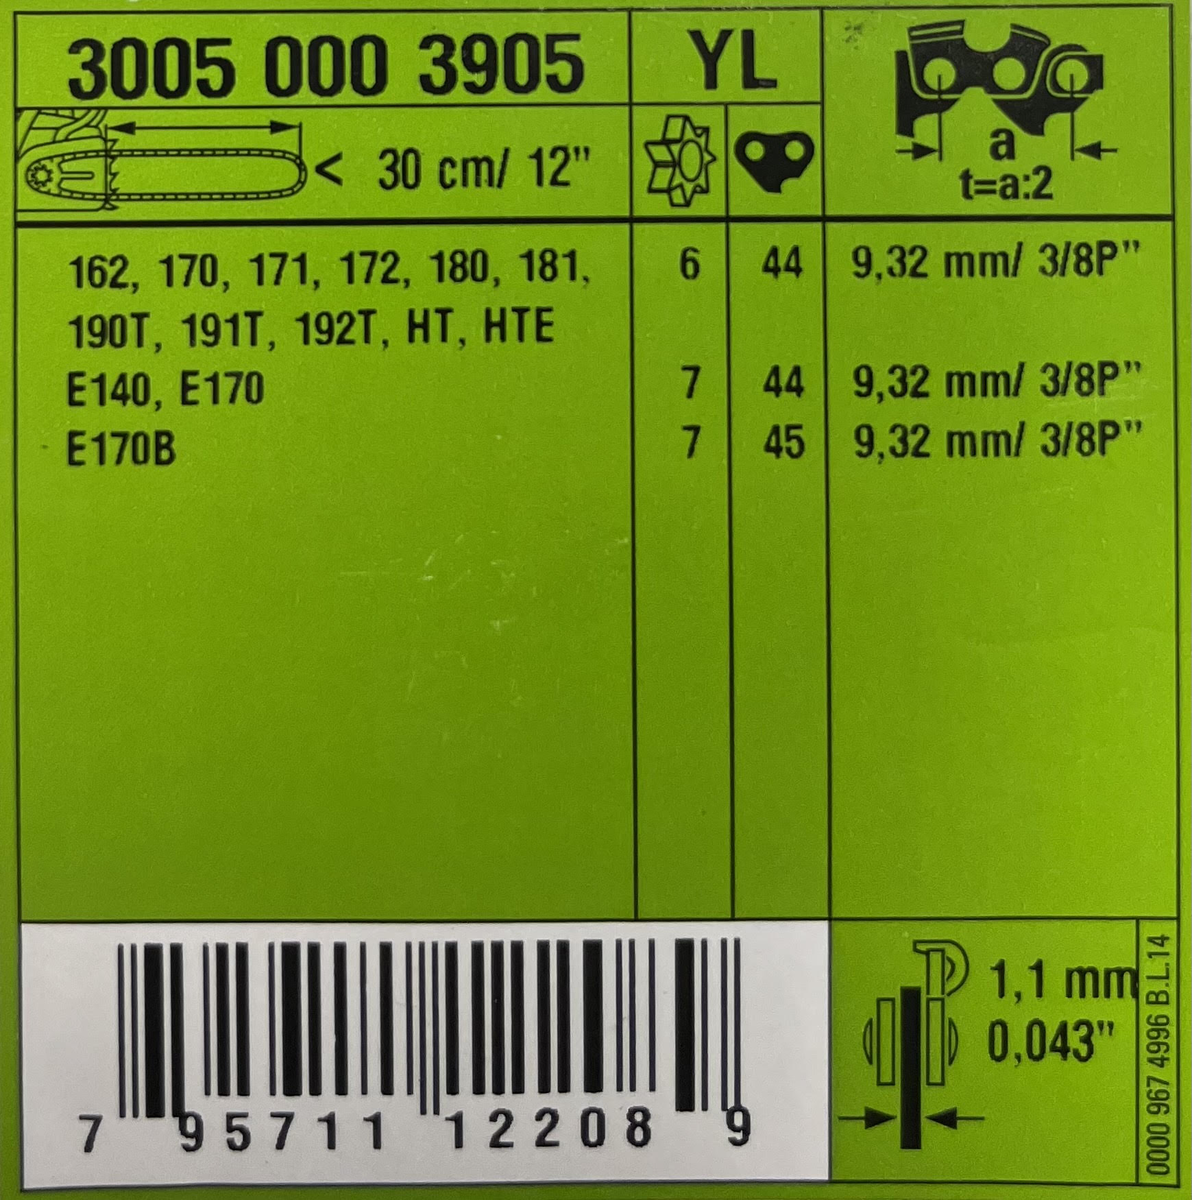 3005 000 3905 YL
< 30 cm/ 12"
a
t=a:2
162, 170, 171, 172, 180, 181, 6 44 9,32 mm/ 3/8P"
190T, 191T, 192T, HT, HTE
E140, E170 7 44 9,32 mm/ 3/8P"
E170B 7 45 9,32 mm/ 3/8P"
1,1 mm
0,043"
0000 967 4996 B.L.14
7 95711 12208 9